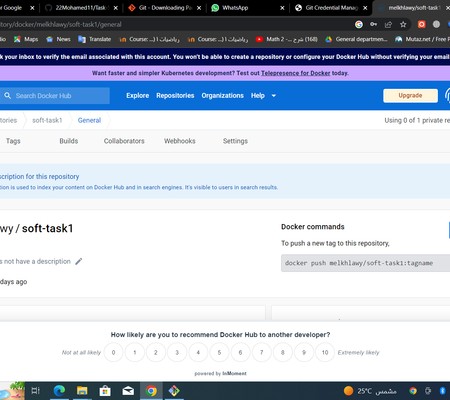 or Google
22Mohamed11/Task
Git - Downloading Pa
WhatsApp
Git Credential Manag
melkhlawy/soft-task1
itory/docker/melkhlawy/soft-task1/general
dio
Maps
News
Translate
Course: ...( رياضيات ١
Course: ...( رياضيات ١
Math 2 -...شرح (168)
General departmen...
Mutaz.net / Free Pr
k your inbox to verify the email associated with this account. You won't be able to create a repository or configure your Docker Hub without verifying your email
Want faster and simpler Kubernetes development? Test out Telepresence for Docker today.
Search Docker Hub
Explore
Repositories
Organizations
Help
Upgrade
tories
soft-task1
General
Using 0 of 1 private re
Tags
Builds
Collaborators
Webhooks
Settings
scription for this repository
tion is used to index your content on Docker Hub and in search engines. It's visible to users in search results.
wy / soft-task1
Docker commands
To push a new tag to this repository,
s not have a description
docker push melkhlawy/soft-task1:tagname
days ago
How likely are you to recommend Docker Hub to another developer?
Not at all likely
0
1
2
3
4
5
6
7
8
9
10
Extremely likely
powered by InMoment
25°C
مشمس